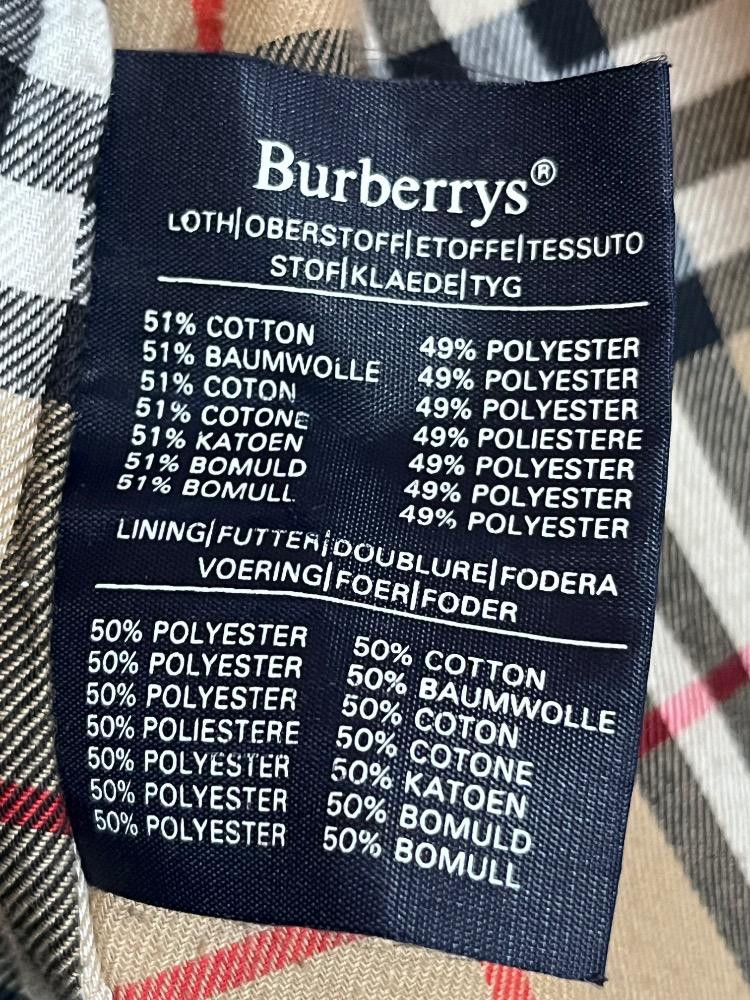 Burberrys®
LOTH|OBERSTOFF|ETOFFE|TESSUTO
STOF|KLAEDE|TYG
51% COTTON 49% POLYESTER
51% BAUMWOLLE 49% POLYESTER
51% COTON 49% POLYESTER
51% COTONE 49% POLIESTERE
51% KATOEN 49% POLYESTER
51% BOMULD 49% POLYESTER
51% BOMULL 49% POLYESTER
LINING|FUTTER|DOUBLURE|FODERA
VOERING|FOER|FODER
50% POLYESTER 50% COTTON
50% POLYESTER 50% BAUMWOLLE
50% POLYESTER 50% COTON
50% POLIESTERE 50% COTONE
50% POLYESTER 50% KATOEN
50% POLYESTER 50% BOMULD
50% POLYESTER 50% BOMULL